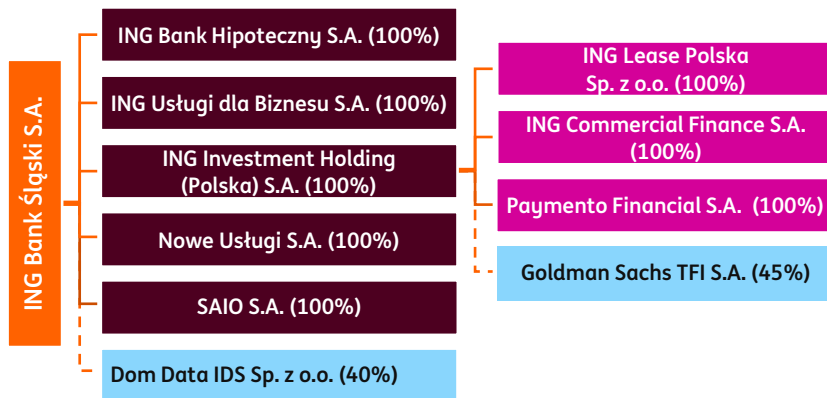 ING Bank Śląski S.A.
ING Bank Hipoteczny S.A. (100%)
ING Usługi dla Biznesu S.A. (100%)
ING Investment Holding
(Polska) S.A. (100%)
Nowe Usługi S.A. (100%)
SAIO S.A. (100%)
Dom Data IDS Sp. z o.o. (40%)
ING Lease Polska
Sp. z o.o. (100%)
ING Commercial Finance S.A.
(100%)
Paymento Financial S.A. (100%)
Goldman Sachs TFI S.A. (45%)